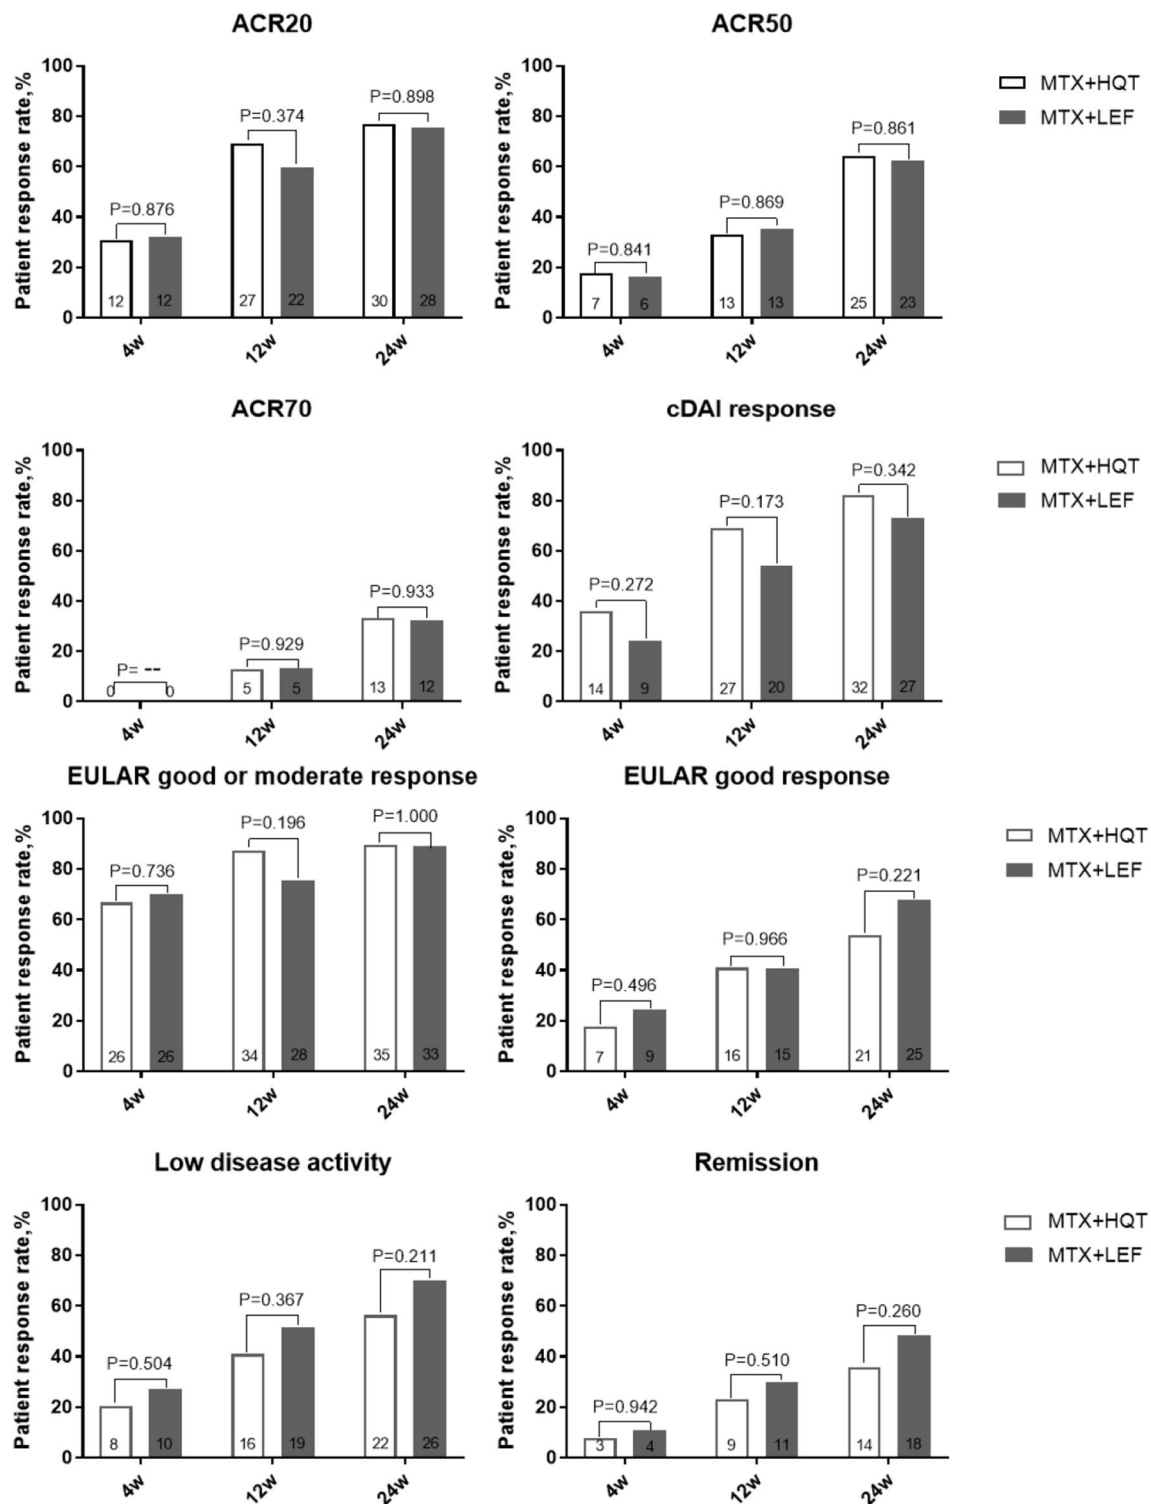 ACR20
ACR50
Patient response rate,%
100
80
60
40
20
0
P=0.876
P=0.374
P=0.898
12
12
27
22
30
28
4w
12w
24w
Patient response rate,%
100
80
60
40
20
0
P=0.841
P=0.869
P=0.861
7
6
13
13
25
23
4w
12w
24w
MTX+HQT
MTX+LEF
ACR70
cDAI response
Patient response rate,%
100
80
60
40
20
0
P= --
P=0.929
P=0.933
0
0
5
5
13
12
4w
12w
24w
Patient response rate,%
100
80
60
40
20
0
P=0.272
P=0.173
P=0.342
14
9
27
20
32
27
4w
12w
24w
MTX+HQT
MTX+LEF
EULAR good or moderate response
EULAR good response
Patient response rate,%
100
80
60
40
20
0
P=0.736
P=0.196
P=1.000
26
26
34
28
35
33
4w
12w
24w
Patient response rate,%
100
80
60
40
20
0
P=0.496
P=0.966
P=0.221
7
9
16
15
21
25
4w
12w
24w
MTX+HQT
MTX+LEF
Low disease activity
Remission
Patient response rate,%
100
80
60
40
20
0
P=0.504
P=0.367
P=0.211
8
10
16
19
22
26
4w
12w
24w
Patient response rate,%
100
80
60
40
20
0
P=0.942
P=0.510
P=0.260
3
4
9
11
14
18
4w
12w
24w
MTX+HQT
MTX+LEF